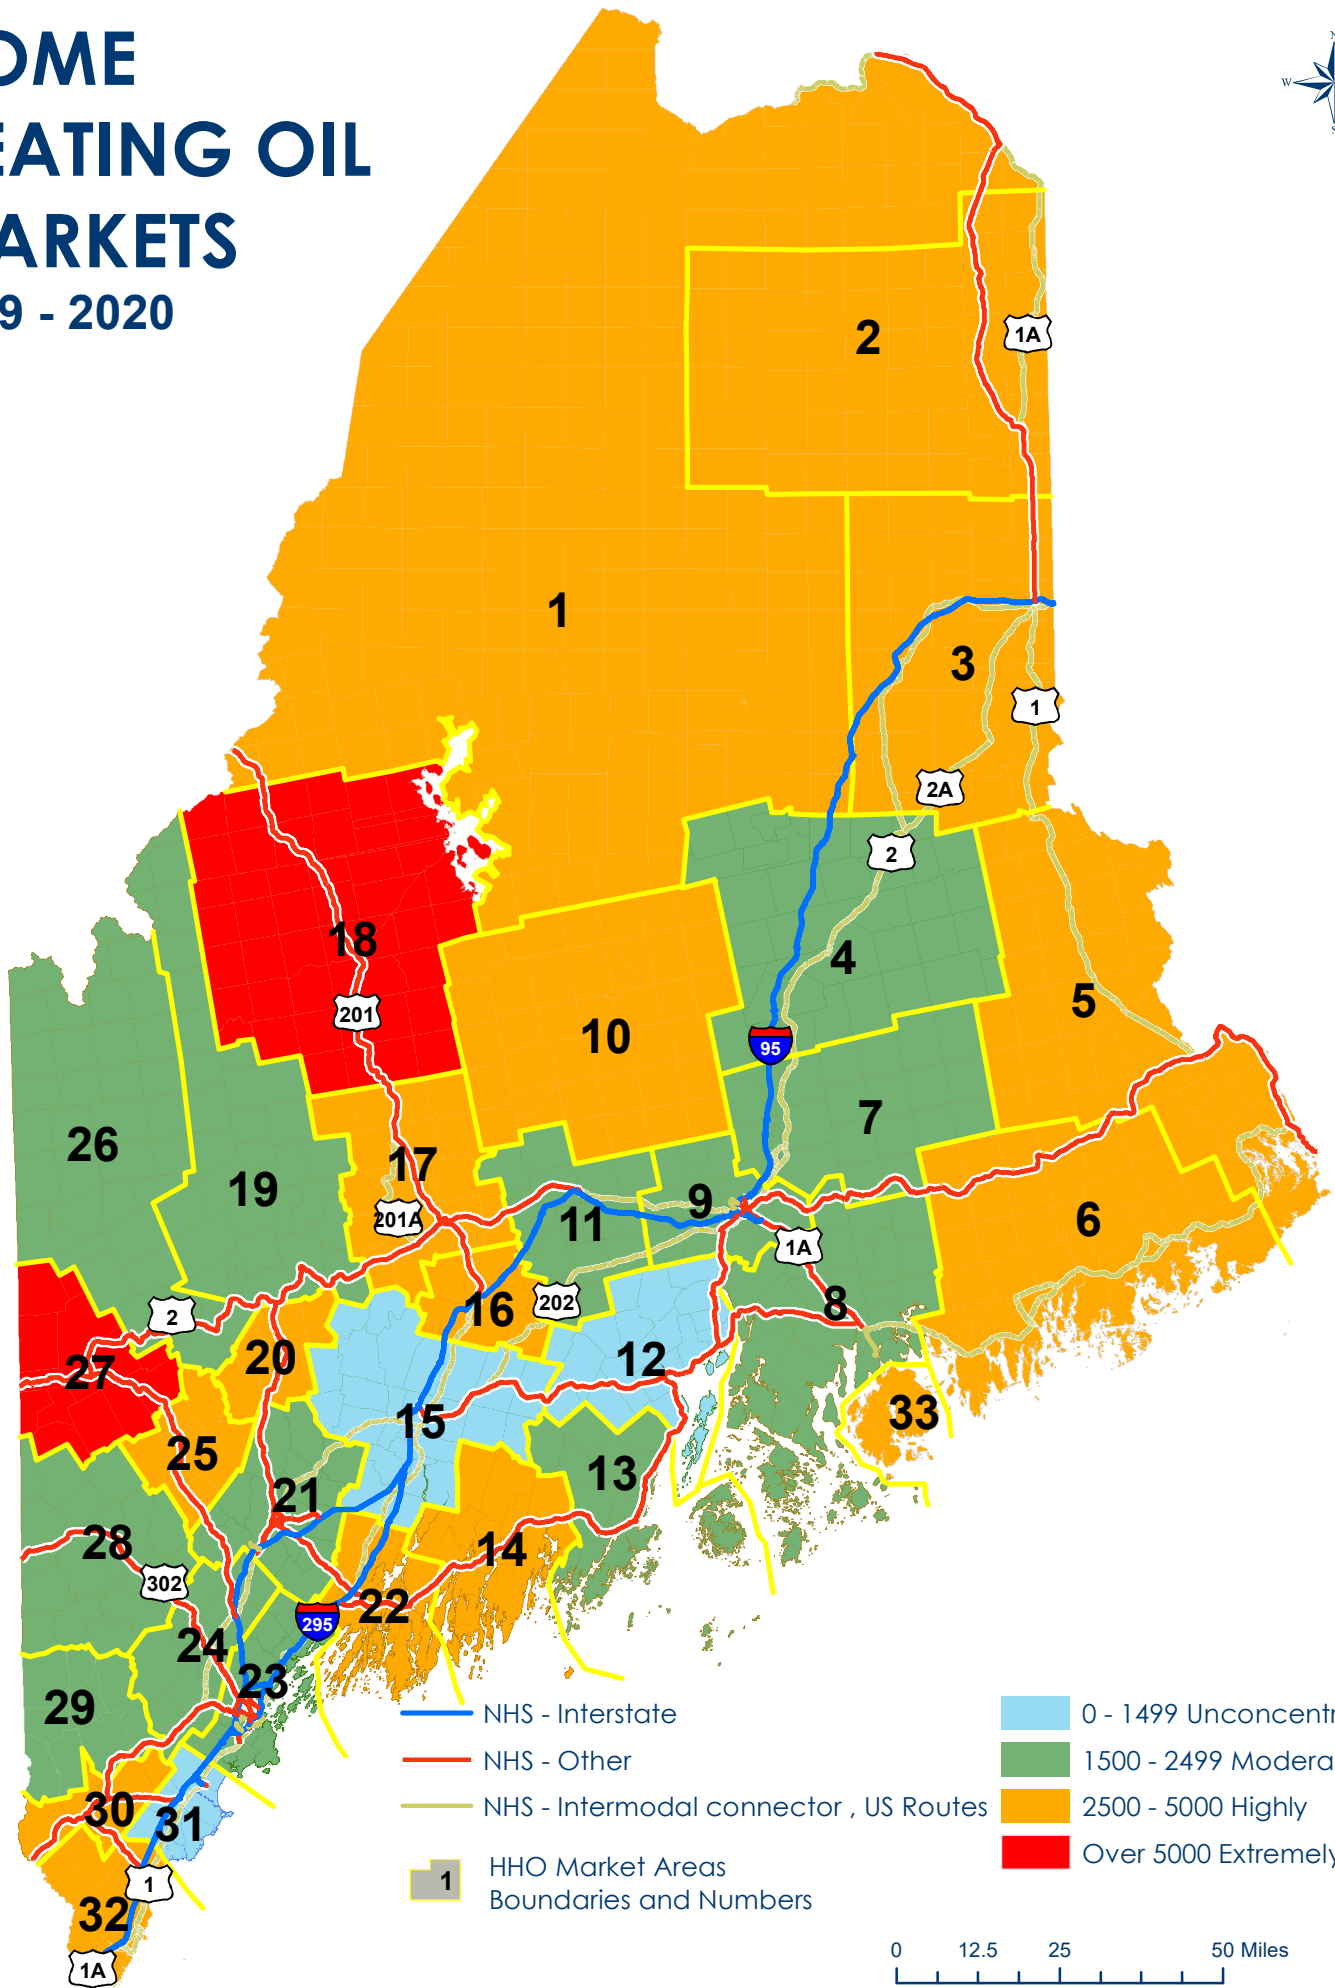 OME
EATING OIL
ARKETS
9 - 2020
N
W
S
2
1A
1
3
1
2A
2
18
4
5
201
10
95
26
7
19
17
9
6
201A
11
1A
2
16
202
8
20
12
27
33
15
25
13
21
28
14
302
22
295
24
23
29
30
31
1
32
1A
NHS - Interstate
NHS - Other
NHS - Intermodal connector , US Routes
1
HHO Market Areas
Boundaries and Numbers
0 - 1499 Unconcentr
1500 - 2499 Modera
2500 - 5000 Highly
Over 5000 Extremely
0 12.5 25 50 Miles